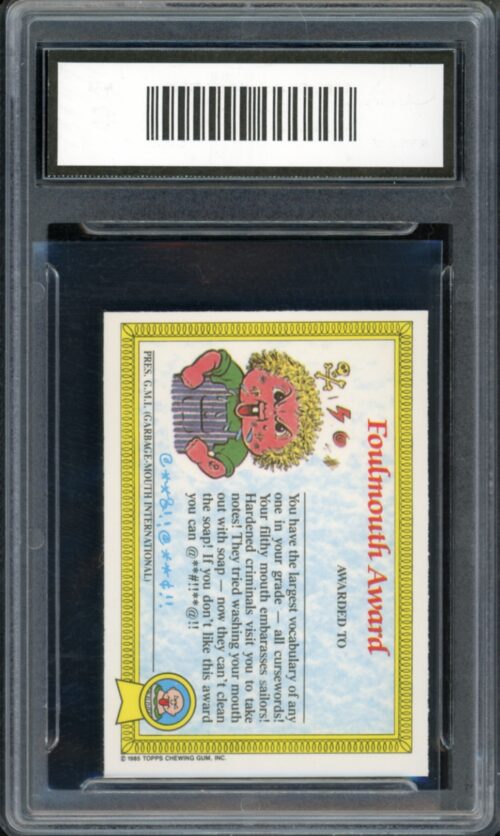 Foulmouth Award
AWARDED TO
You have the largest vocabulary of any
one in your grade — all cursewords!
Your filthy mouth embarasses sailors!
Hardened criminals visit you to take
notes! They tried washing your mouth
out with soap — now they can't clean
the soap! If you don't like this award
you can @**#!!**@!!
@**&!;@**¢!!
PRES. G.M.I. (GARBAGE-MOUTH INTERNATIONAL)
© 1985 TOPPS CHEWING GUM, INC.